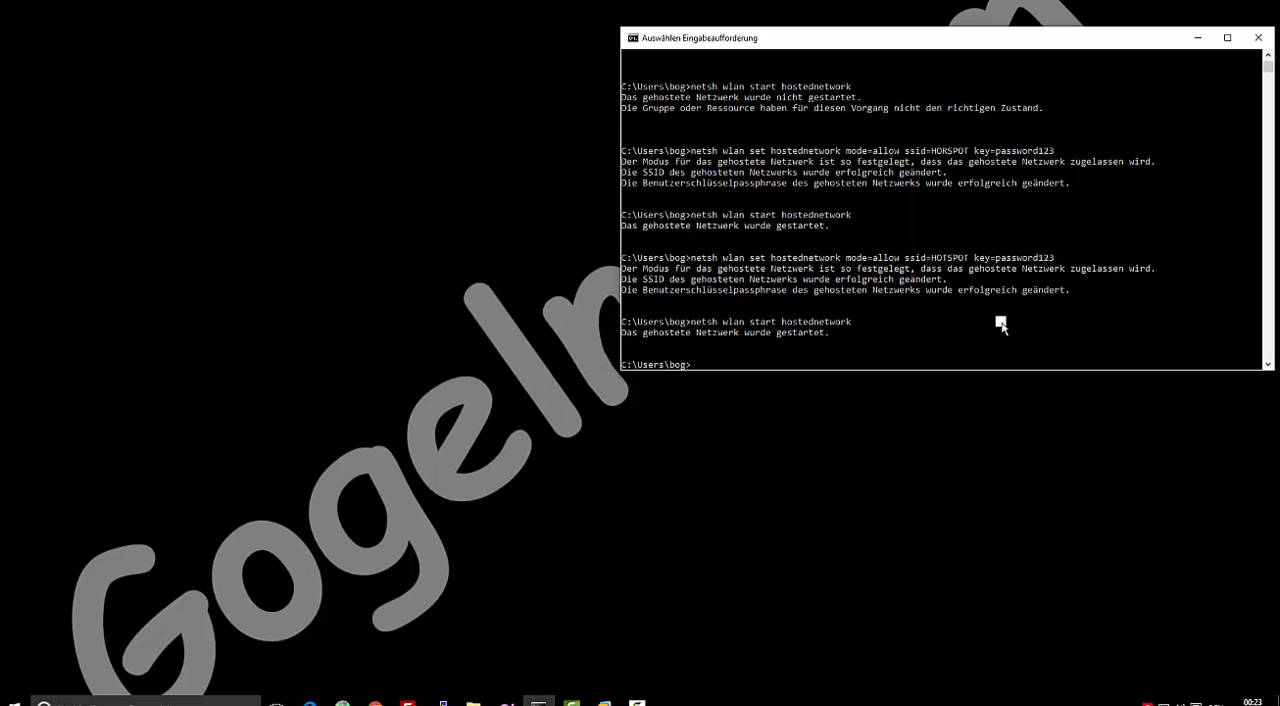 Auswählen Eingabeaufforderung
C:\Users\bog>netsh wlan start hostednetwork
Das gehostete Netzwerk wurde nicht gestartet.
Die Gruppe oder Ressource haben für diesen Vorgang nicht den richtigen Zustand.
C:\Users\bog>netsh wlan set hostednetwork mode=allow ssid=HORSPOT key=password123
Der Modus für das gehostete Netzwerk ist so festgelegt, dass das gehostete Netzwerk zugelassen wird.
Die SSID des gehosteten Netzwerks wurde erfolgreich geändert.
Die Benutzerschlüsselpassphrase des gehosteten Netzwerks wurde erfolgreich geändert.
C:\Users\bog>netsh wlan start hostednetwork
Das gehostete Netzwerk wurde gestartet.
C:\Users\bog>netsh wlan set hostednetwork mode=allow ssid=HOTSPOT key=password123
Der Modus für das gehostete Netzwerk ist so festgelegt, dass das gehostete Netzwerk zugelassen wird.
Die SSID des gehosteten Netzwerks wurde erfolgreich geändert.
Die Benutzerschlüsselpassphrase des gehosteten Netzwerks wurde erfolgreich geändert.
C:\Users\bog>netsh wlan start hostednetwork
Das gehostete Netzwerk wurde gestartet.
C:\Users\bog>
00:23